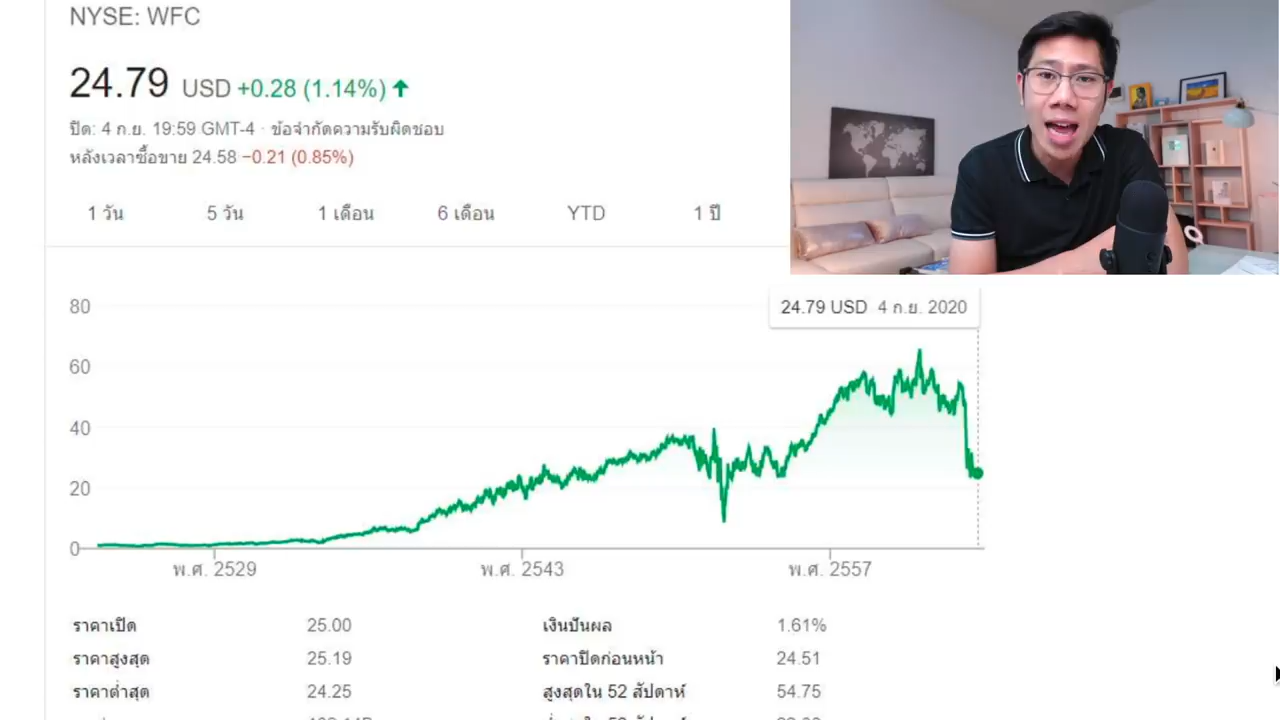 NYSE: WFC
24.79 USD +0.28 (1.14%)
ปิด: 4 ก.ย. 19:59 GMT-4 · ข้อจำกัดความรับผิดชอบ
หลังเวลาซื้อขาย 24.58 −0.21 (0.85%)
1 วัน 5 วัน 1 เดือน 6 เดือน YTD 1 ปี
24.79 USD 4 ก.ย. 2020
80
60
40
20
0
พ.ศ. 2529 พ.ศ. 2543 พ.ศ. 2557
ราคาเปิด 25.00 เงินปันผล 1.61%
ราคาสูงสุด 25.19 ราคาปิดก่อนหน้า 24.51
ราคาต่ำสุด 24.25 สูงสุดใน 52 สัปดาห์ 54.75